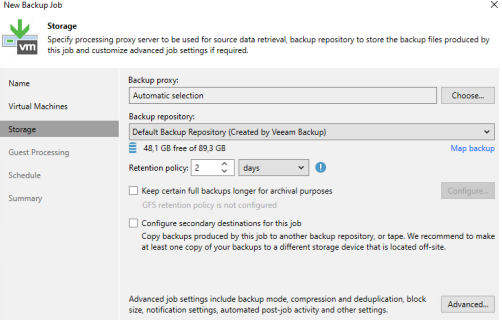 New Backup Job
Storage
Specify processing proxy server to be used for source data retrieval, backup repository to store the backup files produced by
this job and customize advanced job settings if required.
vm
Name
Virtual Machines
Storage
Guest Processing
Schedule
Summary
Backup proxy:
Automatic selection
Choose...
Backup repository:
Default Backup Repository (Created by Veeam Backup)
48,1 GB free of 89,3 GB
Map backup
Retention policy: 2 days
Keep certain full backups longer for archival purposes
Configure...
GFS retention policy is not configured
Configure secondary destinations for this job
Copy backups produced by this job to another backup repository, or tape. We recommend to make
at least one copy of your backups to a different storage device that is located off-site.
Advanced job settings include backup mode, compression and deduplication, block
size, notification settings, automated post-job activity and other settings.
Advanced...